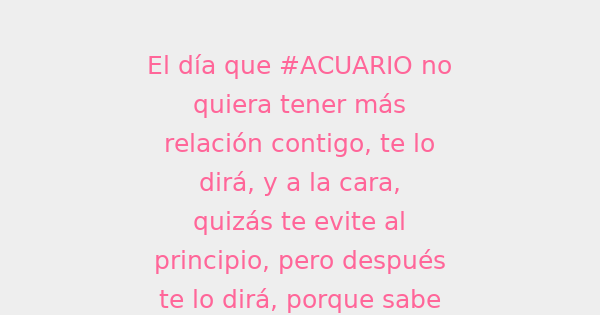 El día que #ACUARIO no
quiera tener más
relación contigo, te lo
dirá, y a la cara,
quizás te evite al
principio, pero después
te lo dirá, porque sabe